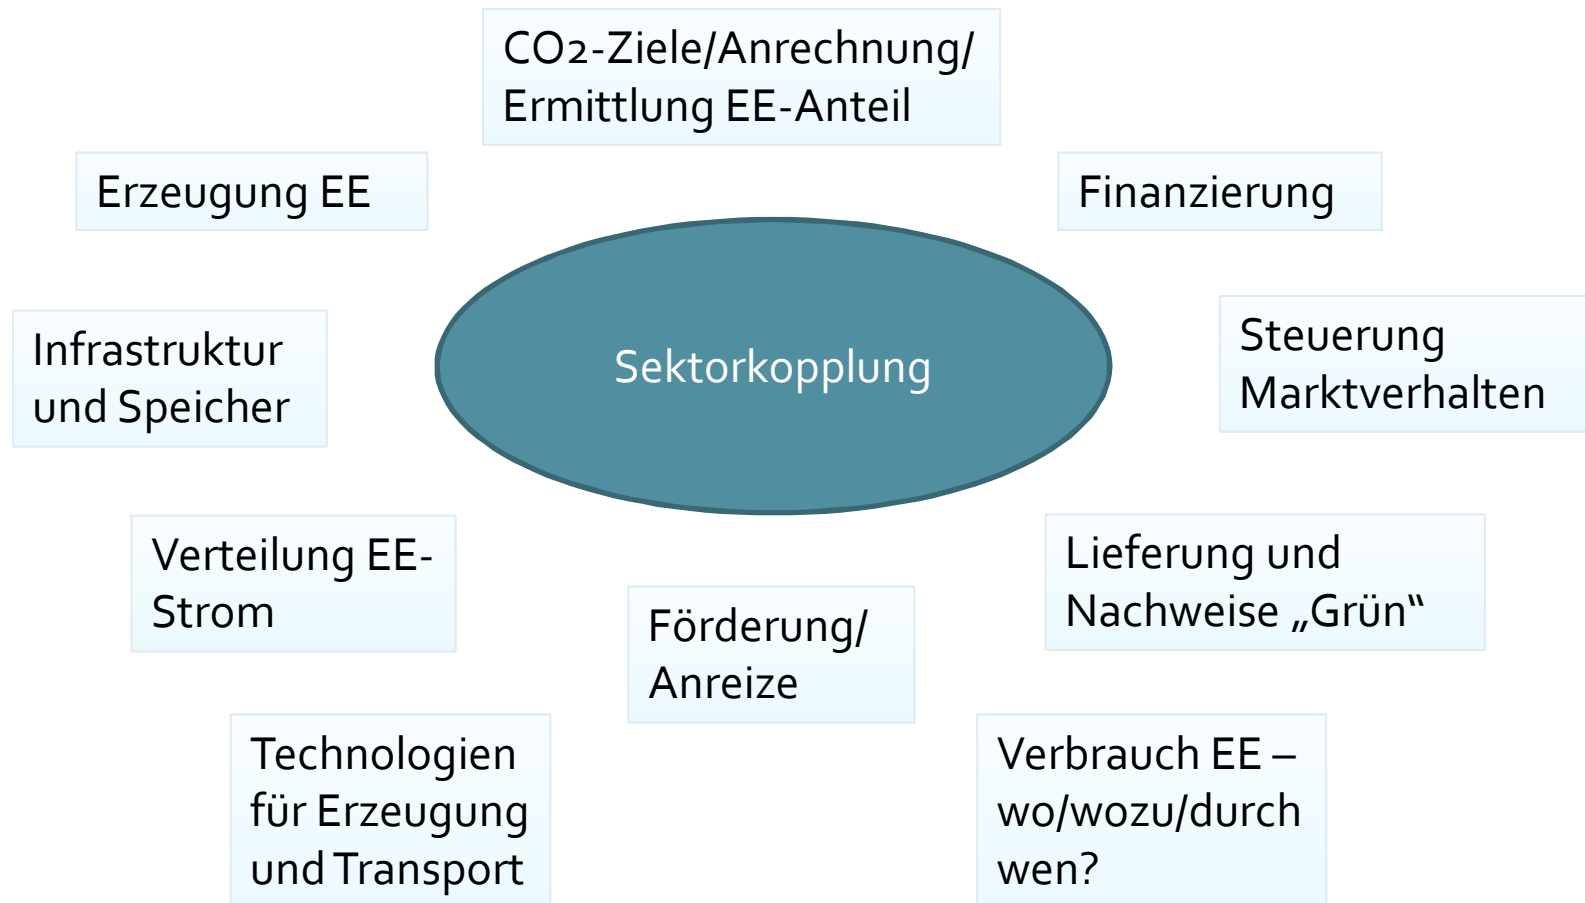 CO2-Ziele/Anrechnung/
Ermittlung EE-Anteil
Erzeugung EE
Finanzierung
Infrastruktur
und Speicher
Sektorkopplung
Steuerung
Marktverhalten
Verteilung EE-
Strom
Förderung/
Anreize
Lieferung und
Nachweise „Grün“
Technologien
für Erzeugung
und Transport
Verbrauch EE –
wo/wozu/durch
wen?